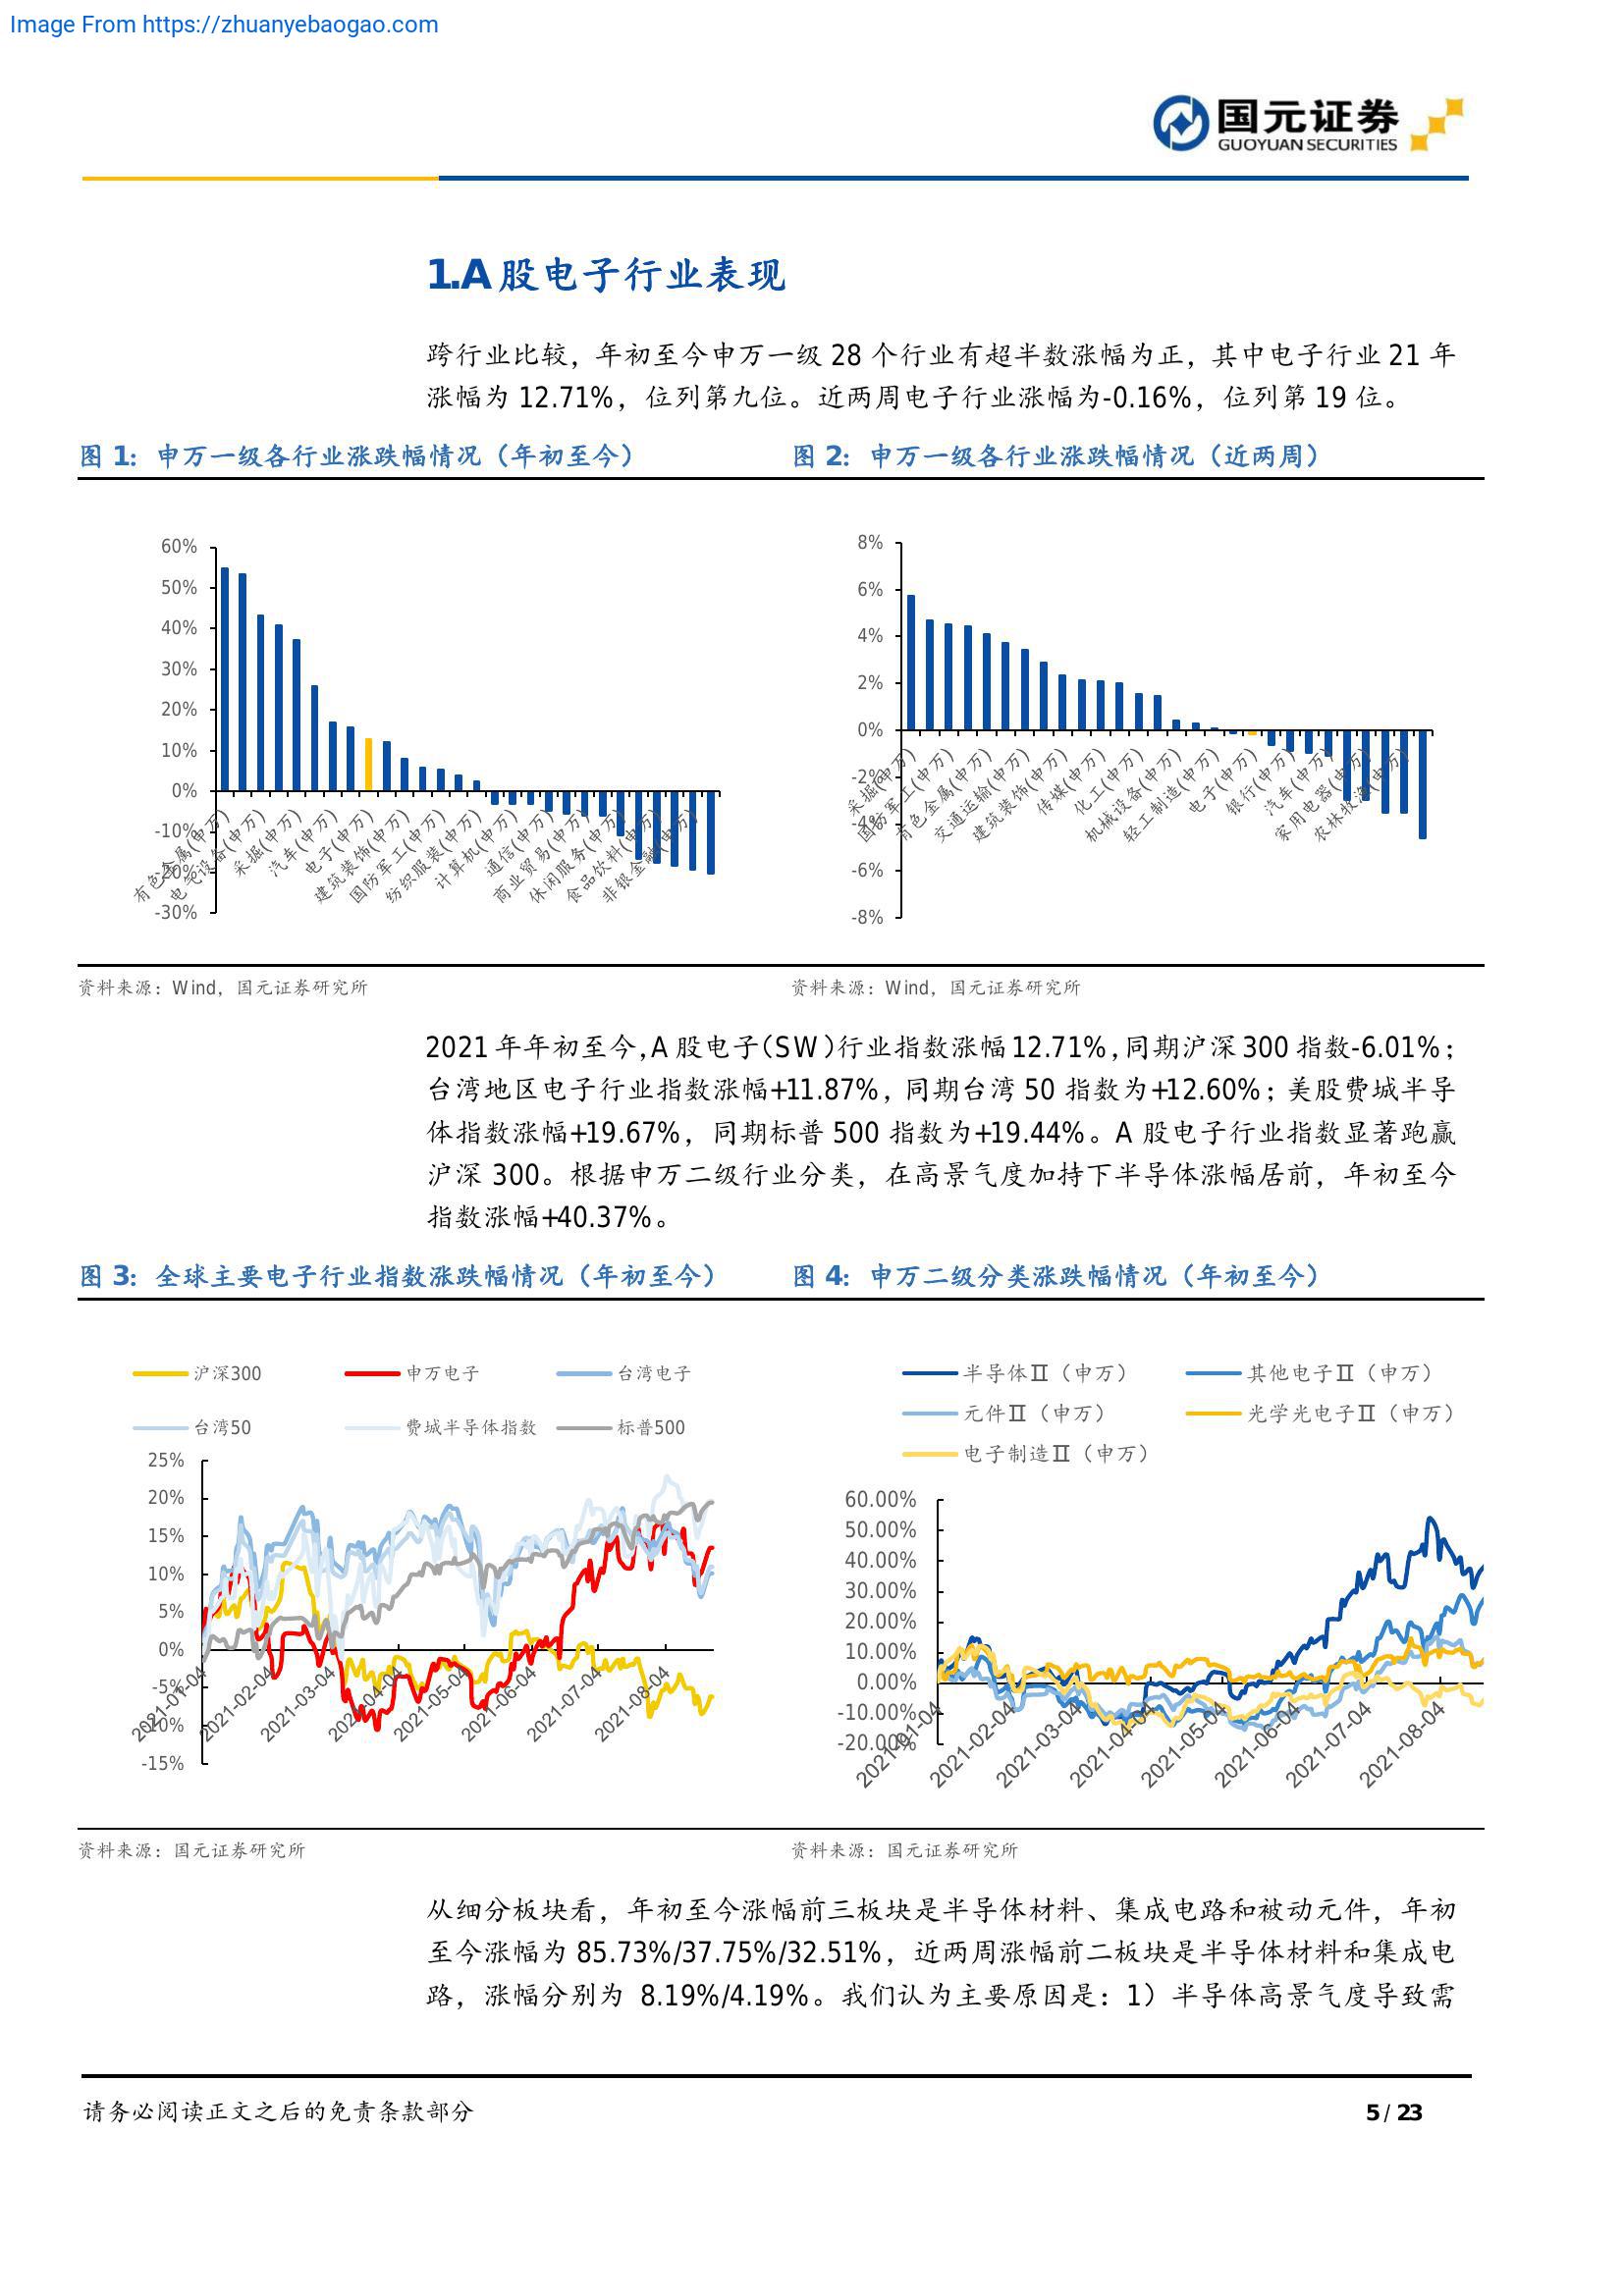 Image From https://zhuanyebaogao.com
国元证券
GUOYUAN SECURITIES
1.A 股电子行业表现
跨行业比较，年初至今申万一级 28 个行业有超半数涨幅为正，其中电子行业 21 年
涨幅为 12.71%，位列第九位。近两周电子行业涨幅为-0.16%，位列第 19 位。
图 1：申万一级各行业涨跌幅情况（年初至今）
图 2：申万一级各行业涨跌幅情况（近两周）
60%
50%
40%
30%
20%
10%
0%
-10%
-20%
-30%
有色金属(申万)
电气设备(申万)
采掘(申万)
汽车(申万)
电子(申万)
建筑装饰(申万)
国防军工(申万)
纺织服装(申万)
计算机(申万)
通信(申万)
商业贸易(申万)
休闲服务(申万)
食品饮料(申万)
非银金融(申万)
8%
6%
4%
2%
0%
-2%
-4%
-6%
-8%
采掘(申万)
国防军工(申万)
有色金属(申万)
交通运输(申万)
建筑装饰(申万)
传媒(申万)
化工(申万)
机械设备(申万)
轻工制造(申万)
电子(申万)
银行(申万)
汽车(申万)
家用电器(申万)
农林牧渔(申万)
资料来源：Wind，国元证券研究所
资料来源：Wind，国元证券研究所
2021 年年初至今，A 股电子（SW）行业指数涨幅 12.71%，同期沪深 300 指数-6.01%；
台湾地区电子行业指数涨幅+11.87%，同期台湾 50 指数为+12.60%；美股费城半导
体指数涨幅+19.67%，同期标普 500 指数为+19.44%。A 股电子行业指数显著跑赢
沪深 300。根据申万二级行业分类，在高景气度加持下半导体涨幅居前，年初至今
指数涨幅+40.37%。
图 3：全球主要电子行业指数涨跌幅情况（年初至今）
图 4：申万二级分类涨跌幅情况（年初至今）
沪深300 申万电子 台湾电子
台湾50 费城半导体指数 标普500
25%
20%
15%
10%
5%
0%
-5%
-10%
-15%
2021-01-04
2021-02-04
2021-03-04
2021-04-04
2021-05-04
2021-06-04
2021-07-04
2021-08-04
半导体Ⅱ（申万） 其他电子Ⅱ（申万）
元件Ⅱ（申万） 光学光电子Ⅱ（申万）
电子制造Ⅱ（申万）
60.00%
50.00%
40.00%
30.00%
20.00%
10.00%
0.00%
-10.00%
-20.00%
2021-01-04
2021-02-04
2021-03-04
2021-04-04
2021-05-04
2021-06-04
2021-07-04
2021-08-04
资料来源：国元证券研究所
资料来源：国元证券研究所
从细分板块看，年初至今涨幅前三板块是半导体材料、集成电路和被动元件，年初
至今涨幅为 85.73%/37.75%/32.51%，近两周涨幅前二板块是半导体材料和集成电
路，涨幅分别为 8.19%/4.19%。我们认为主要原因是：1）半导体高景气度导致需
请务必阅读正文之后的免责条款部分
5 / 23